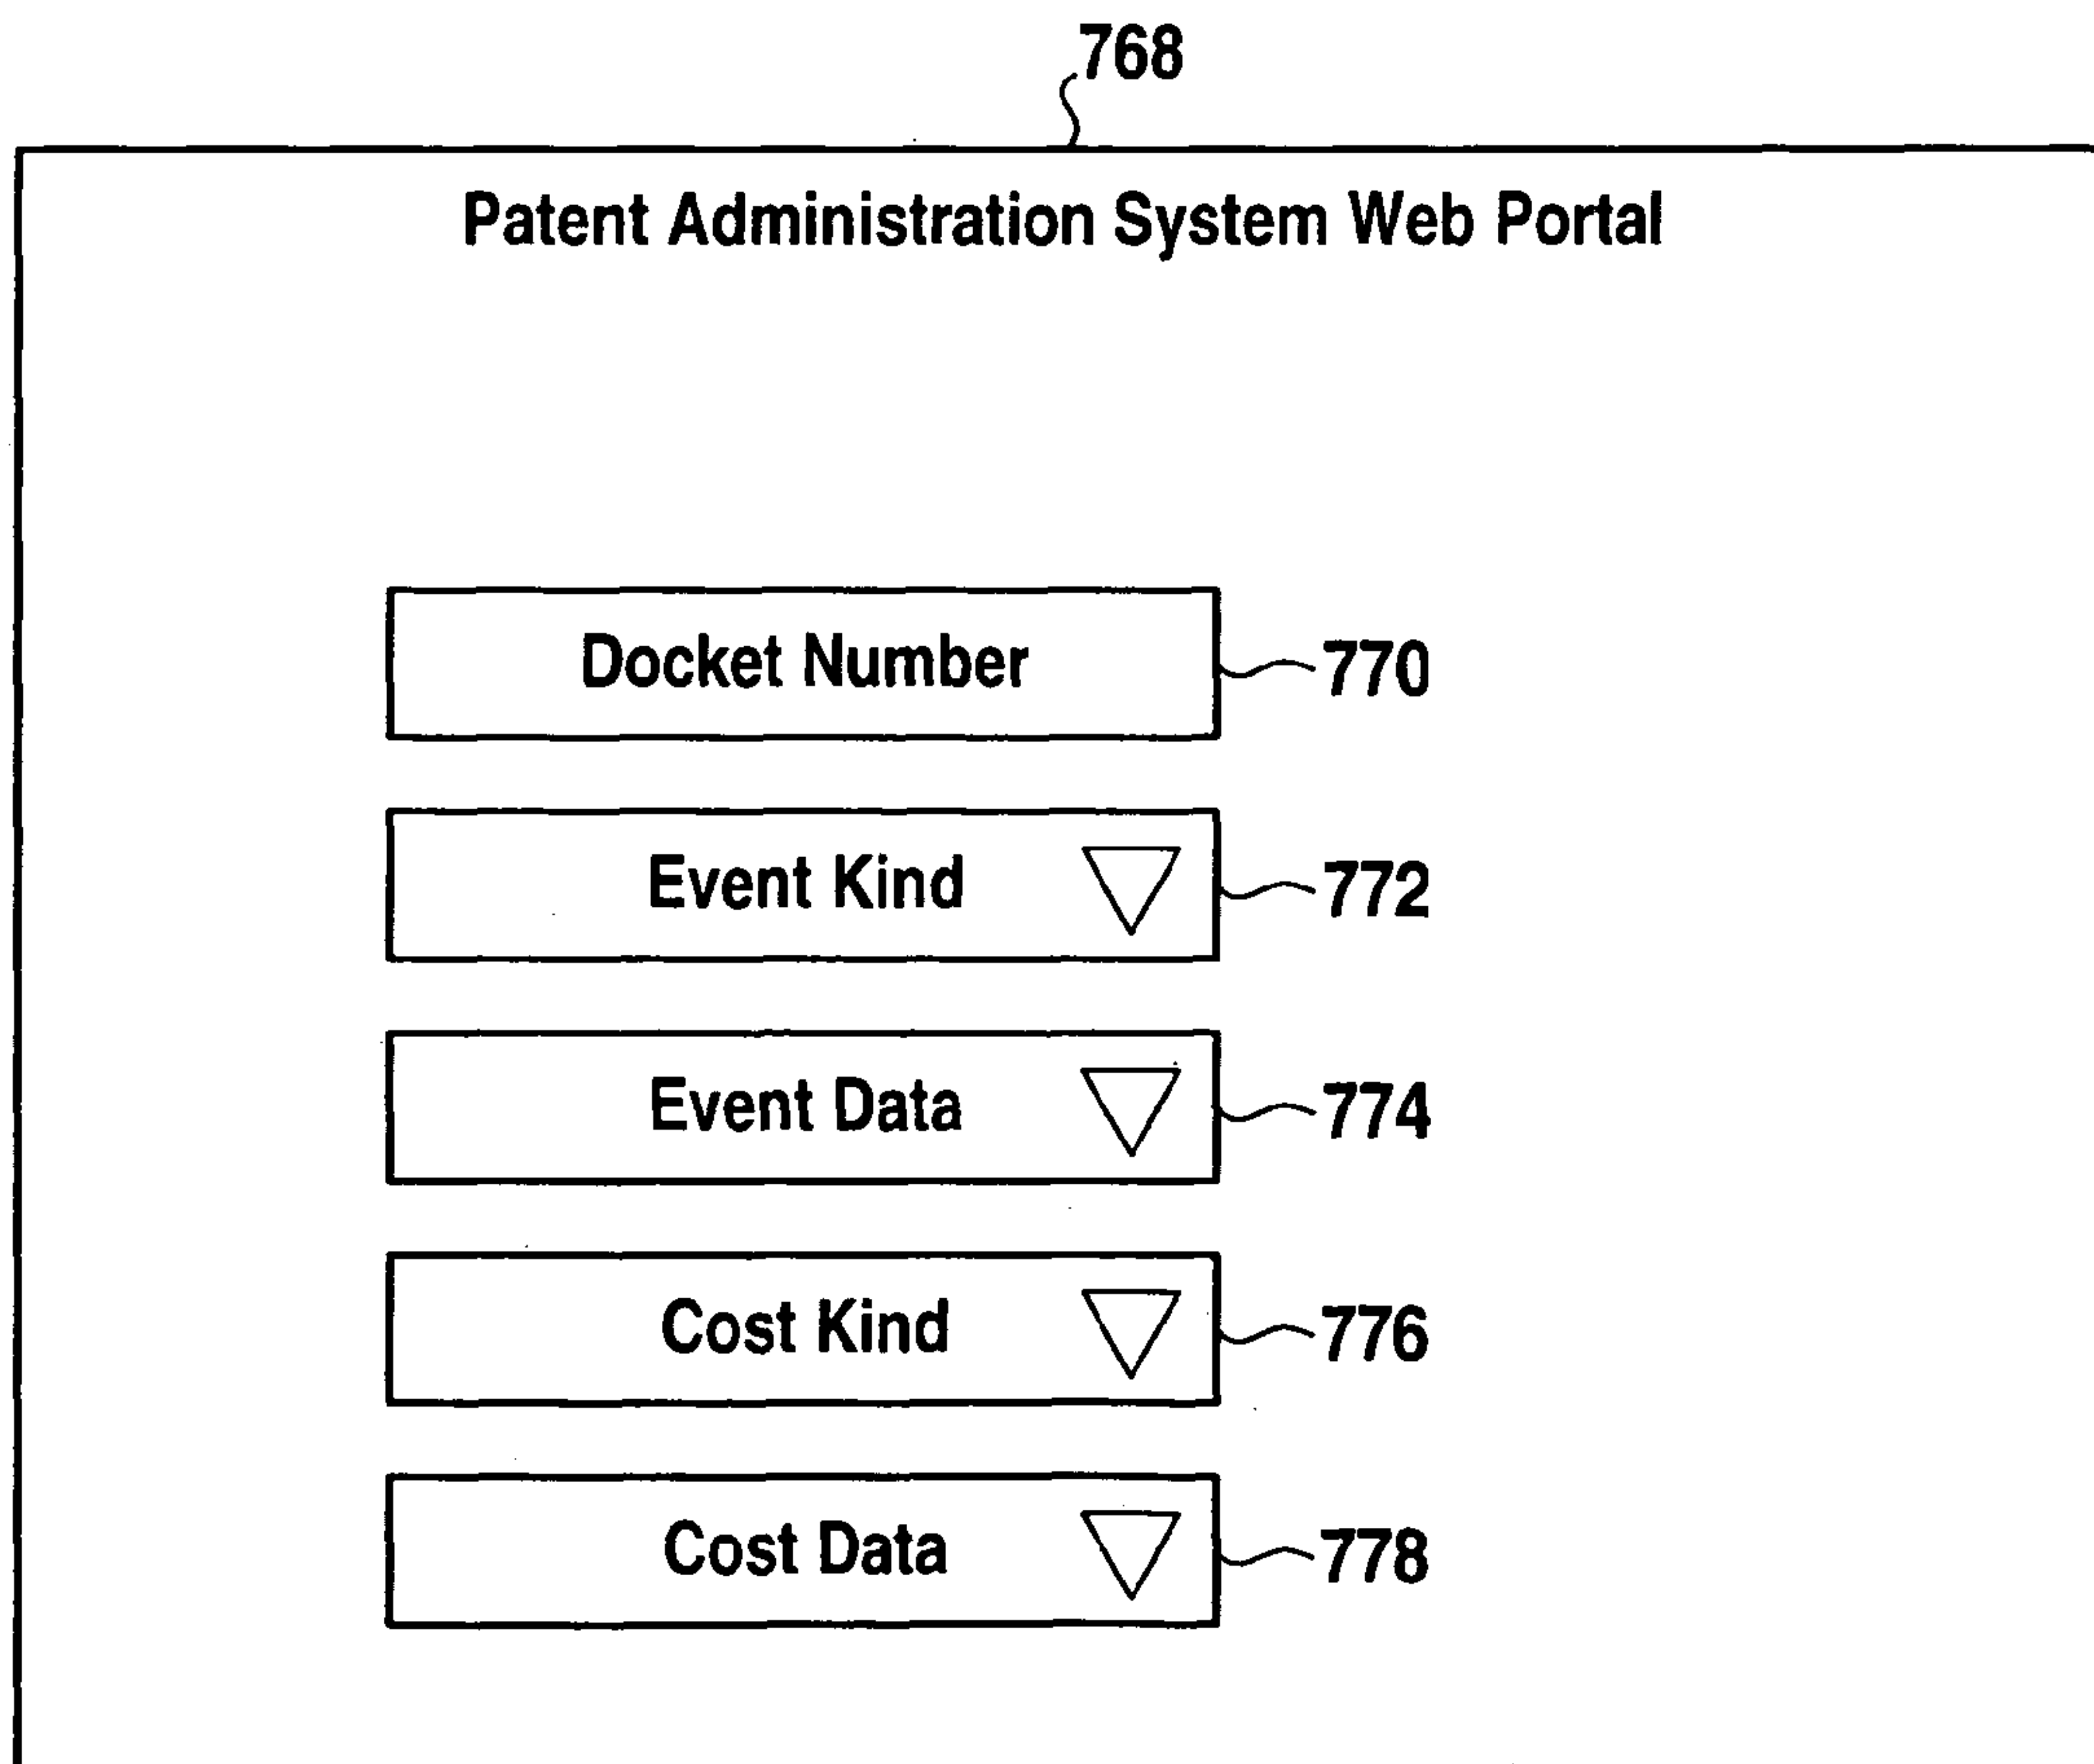 768
Patent Administration System Web Portal
Docket Number 770
Event Kind 772
Event Data 774
Cost Kind 776
Cost Data 778